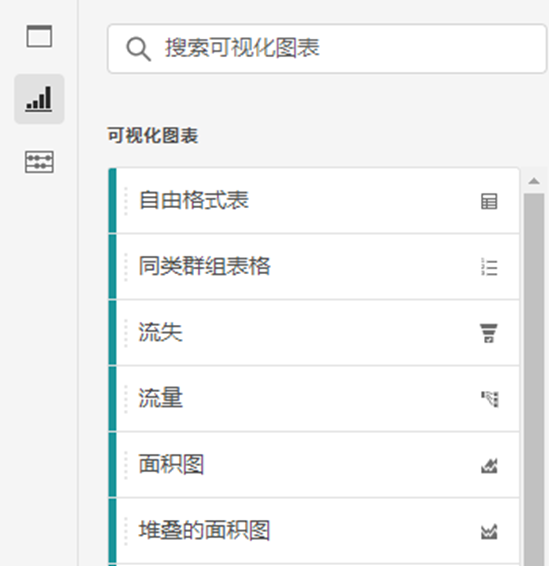 搜索可视化图表
可视化图表
自由格式表
同类群组表格
流失
流量
面积图
堆叠的面积图